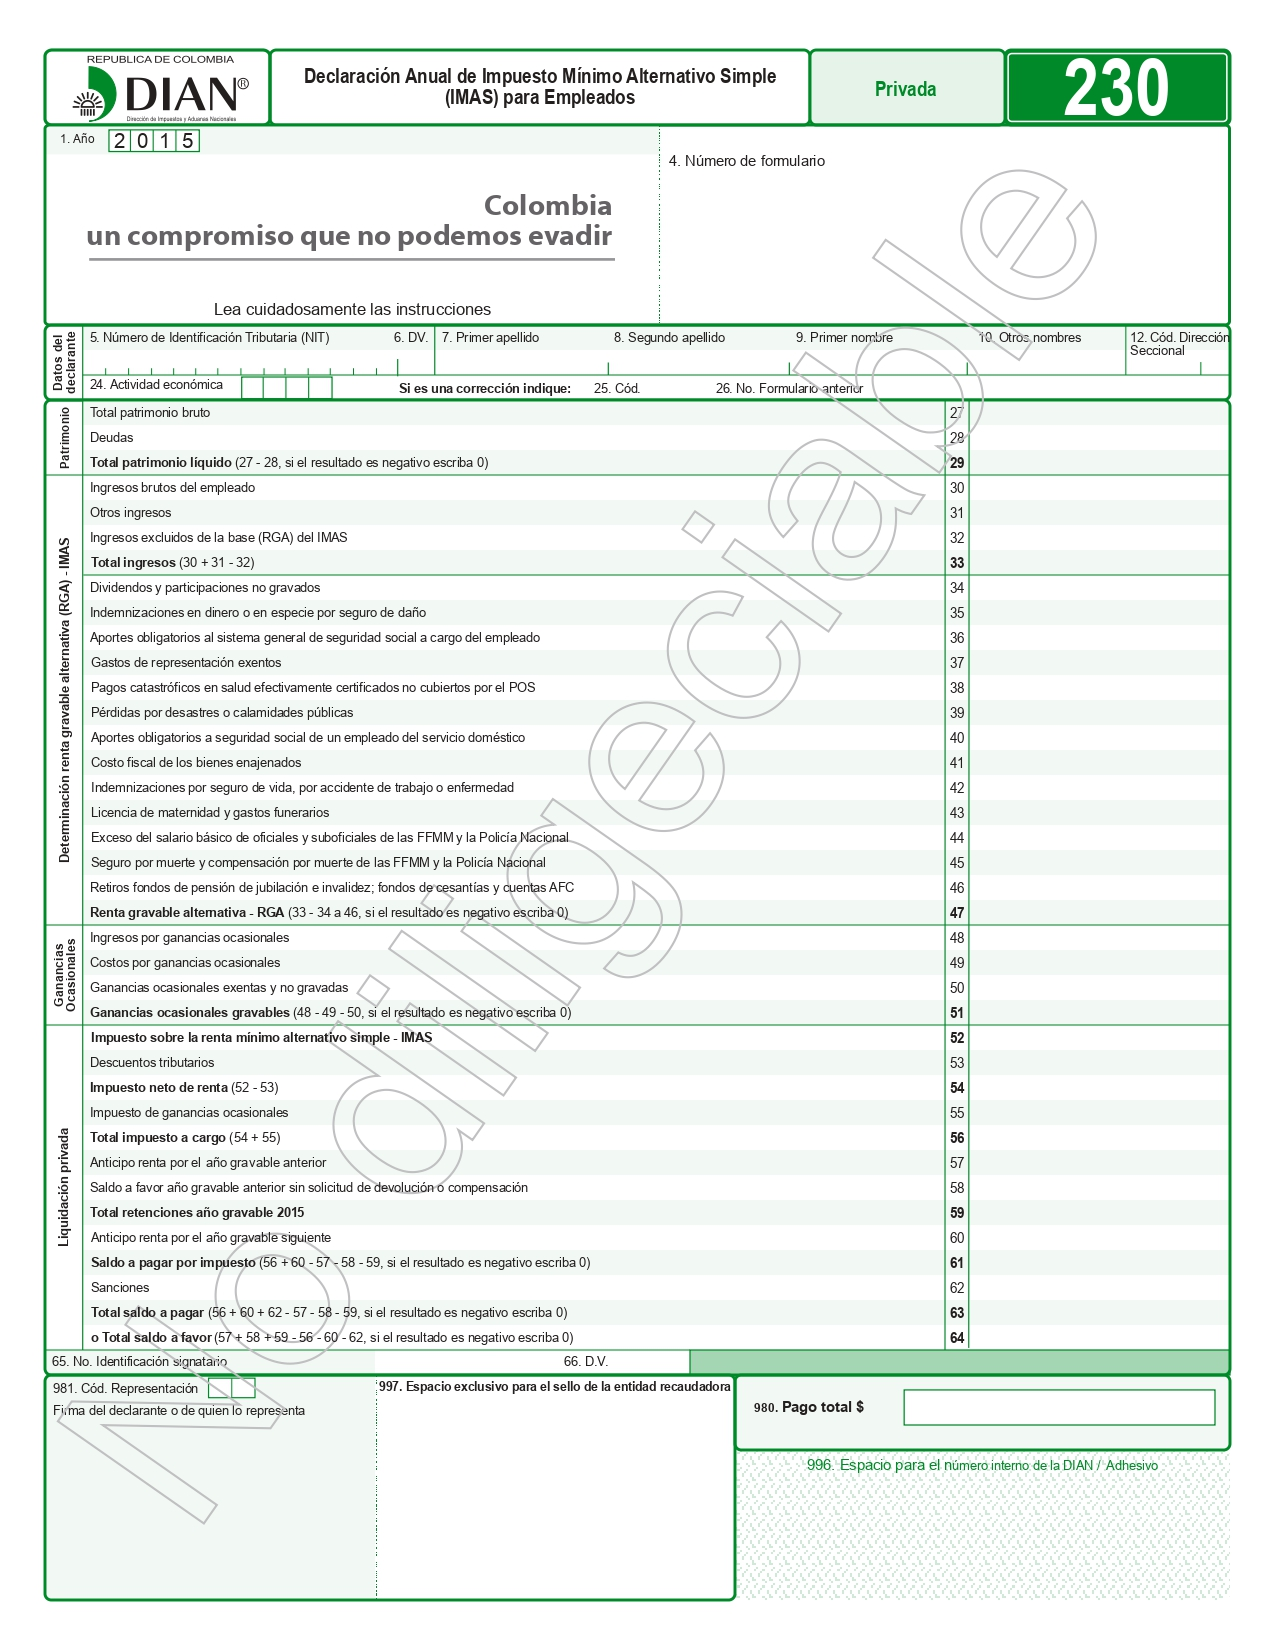 REPUBLICA DE COLOMBIA
DIAN®
Dirección de Impuestos y Aduanas Nacionales
Declaración Anual de Impuesto Mínimo Alternativo Simple
(IMAS) para Empleados
Privada
230
1. Año 2015
4. Número de formulario
Colombia
un compromiso que no podemos evadir
Lea cuidadosamente las instrucciones
Datos del
declarante
5. Número de Identificación Tributaria (NIT) 6. DV. 7. Primer apellido 8. Segundo apellido 9. Primer nombre 10. Otros nombres 12. Cód. Dirección
Seccional
24. Actividad económica Si es una corrección indique: 25. Cód. 26. No. Formulario anterior
Patrimonio
Total patrimonio bruto 27
Deudas 28
Total patrimonio líquido (27 - 28, si el resultado es negativo escriba 0) 29
Determinación renta gravable alternativa (RGA) - IMAS
Ingresos brutos del empleado 30
Otros ingresos 31
Ingresos excluidos de la base (RGA) del IMAS 32
Total ingresos (30 + 31 - 32) 33
Dividendos y participaciones no gravados 34
Indemnizaciones en dinero o en especie por seguro de daño 35
Aportes obligatorios al sistema general de seguridad social a cargo del empleado 36
Gastos de representación exentos 37
Pagos catastróficos en salud efectivamente certificados no cubiertos por el POS 38
Pérdidas por desastres o calamidades públicas 39
Aportes obligatorios a seguridad social de un empleado del servicio doméstico 40
Costo fiscal de los bienes enajenados 41
Indemnizaciones por seguro de vida, por accidente de trabajo o enfermedad 42
Licencia de maternidad y gastos funerarios 43
Exceso del salario básico de oficiales y suboficiales de las FFMM y la Policía Nacional 44
Seguro por muerte y compensación por muerte de las FFMM y la Policía Nacional 45
Retiros fondos de pensión de jubilación e invalidez; fondos de cesantías y cuentas AFC 46
Renta gravable alternativa - RGA (33 - 34 a 46, si el resultado es negativo escriba 0) 47
Ganancias
Ocasionales
Ingresos por ganancias ocasionales 48
Costos por ganancias ocasionales 49
Ganancias ocasionales exentas y no gravadas 50
Ganancias ocasionales gravables (48 - 49 - 50, si el resultado es negativo escriba 0) 51
Liquidación privada
Impuesto sobre la renta mínimo alternativo simple - IMAS 52
Descuentos tributarios 53
Impuesto neto de renta (52 - 53) 54
Impuesto de ganancias ocasionales 55
Total impuesto a cargo (54 + 55) 56
Anticipo renta por el año gravable anterior 57
Saldo a favor año gravable anterior sin solicitud de devolución o compensación 58
Total retenciones año gravable 2015 59
Anticipo renta por el año gravable siguiente 60
Saldo a pagar por impuesto (56 + 60 - 57 - 58 - 59, si el resultado es negativo escriba 0) 61
Sanciones 62
Total saldo a pagar (56 + 60 + 62 - 57 - 58 - 59, si el resultado es negativo escriba 0) 63
o Total saldo a favor (57 + 58 + 59 - 56 - 60 - 62, si el resultado es negativo escriba 0) 64
65. No. Identificación signatario 66. D.V.
981. Cód. Representación
Firma del declarante o de quien lo representa
997. Espacio exclusivo para el sello de la entidad recaudadora
980. Pago total $
996. Espacio para el número interno de la DIAN / Adhesivo
No diligeciable